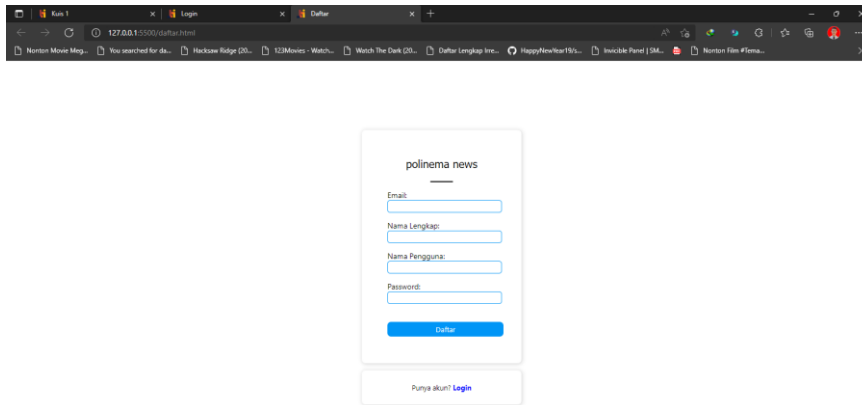 Kuis 1
Login
Daftar
127.0.0.1:5500/daftar.html
Nonton Movie Meg...
You searched for da...
Hacksaw Ridge (20...
123Movies - Watch...
Watch The Dark (20...
Daftar Lengkap Irre...
HappyNewYear19/s...
Invicible Panel | SM...
Nonton Film #Tema...
polinema news
Email:
Nama Lengkap:
Nama Pengguna:
Password:
Daftar
Punya akun? Login